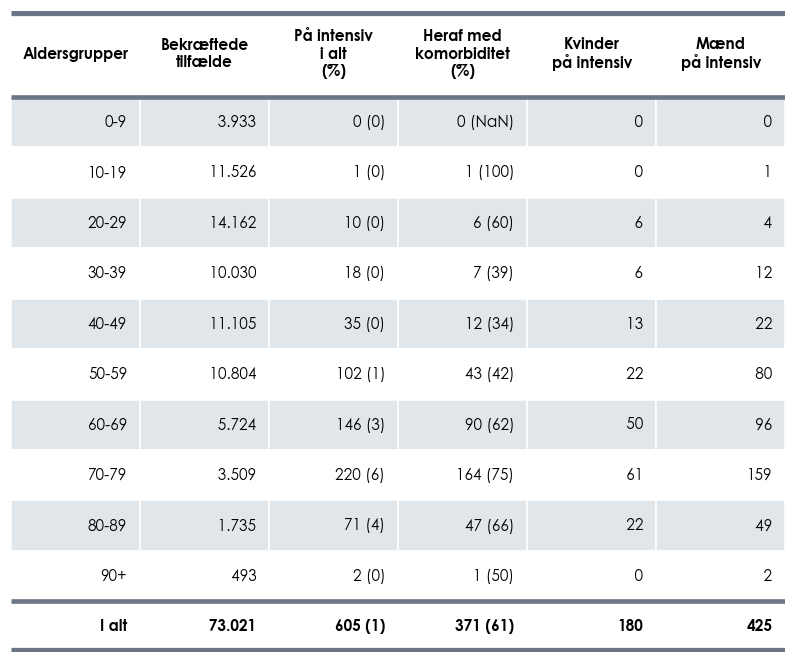 Aldersgrupper Bekræftede tilfælde På intensiv i alt (%) Heraf med komorbiditet (%) Kvinder på intensiv Mænd på intensiv
0-9 3.933 0 (0) 0 (NaN) 0 0
10-19 11.526 1 (0) 1 (100) 0 1
20-29 14.162 10 (0) 6 (60) 6 4
30-39 10.030 18 (0) 7 (39) 6 12
40-49 11.105 35 (0) 12 (34) 13 22
50-59 10.804 102 (1) 43 (42) 22 80
60-69 5.724 146 (3) 90 (62) 50 96
70-79 3.509 220 (6) 164 (75) 61 159
80-89 1.735 71 (4) 47 (66) 22 49
90+ 493 2 (0) 1 (50) 0 2
I alt 73.021 605 (1) 371 (61) 180 425